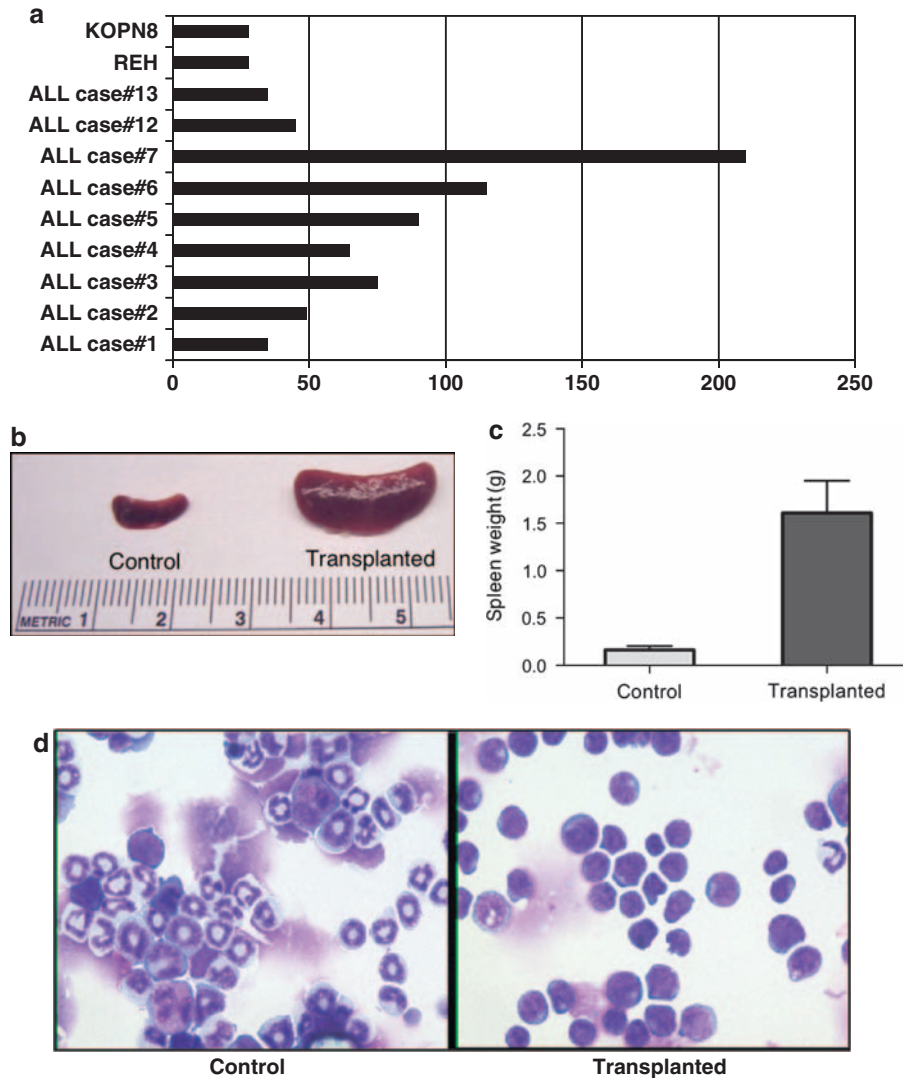 a
KOPN8
REH
ALL case#13
ALL case#12
ALL case#7
ALL case#6
ALL case#5
ALL case#4
ALL case#3
ALL case#2
ALL case#1
0 50 100 150 200 250
b
Control Transplanted
METRIC 1 2 3 4 5
c
Spleen weight (g)
2.5
2.0
1.5
1.0
0.5
0.0
Control Transplanted
d
Control Transplanted